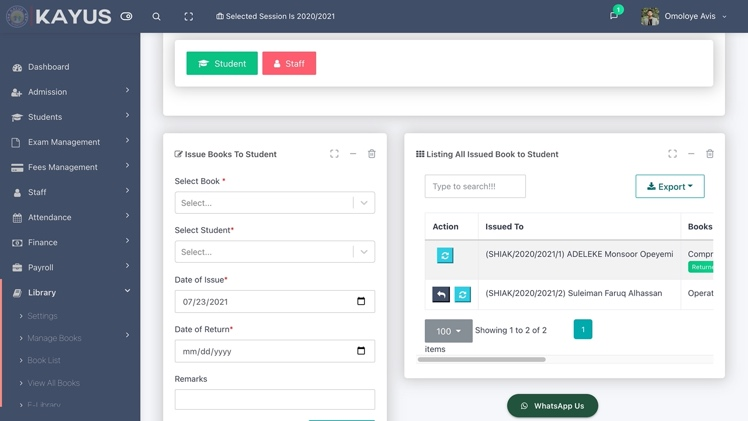 KAYUS
Selected Session Is 2020/2021
1
Omoloye Avis
Dashboard
Admission
Students
Exam Management
Fees Management
Staff
Attendance
Finance
Payroll
Library
Settings
Manage Books
Book List
View All Books
E-Library
Student
Staff
Issue Books To Student
Select Book *
Select...
Select Student*
Select...
Date of Issue*
07/23/2021
Date of Return*
mm/dd/yyyy
Remarks
Listing All Issued Book to Student
Type to search!!!
Export
Action
Issued To
Books
(SHIAK/2020/2021/1) ADELEKE Monsoor Opeyemi
Compr
Return
(SHIAK/2020/2021/2) Suleiman Faruq Alhassan
Operat
100
Showing 1 to 2 of 2
1
items
WhatsApp Us